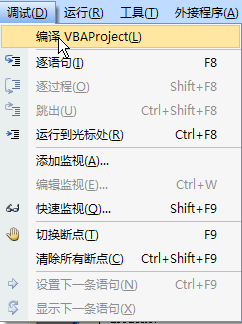 调试(D) 运行(R) 工具(T) 外接程序(A)
编译 VBAProject(L)
逐语句(I) F8
逐过程(O) Shift+F8
跳出(U) Ctrl+Shift+F8
运行到光标处(R) Ctrl+F8
添加监视(A)...
编辑监视(E)... Ctrl+W
快速监视(Q)... Shift+F9
切换断点(T) F9
清除所有断点(C) Ctrl+Shift+F9
设置下一条语句(N)
显示下一条语句(X)